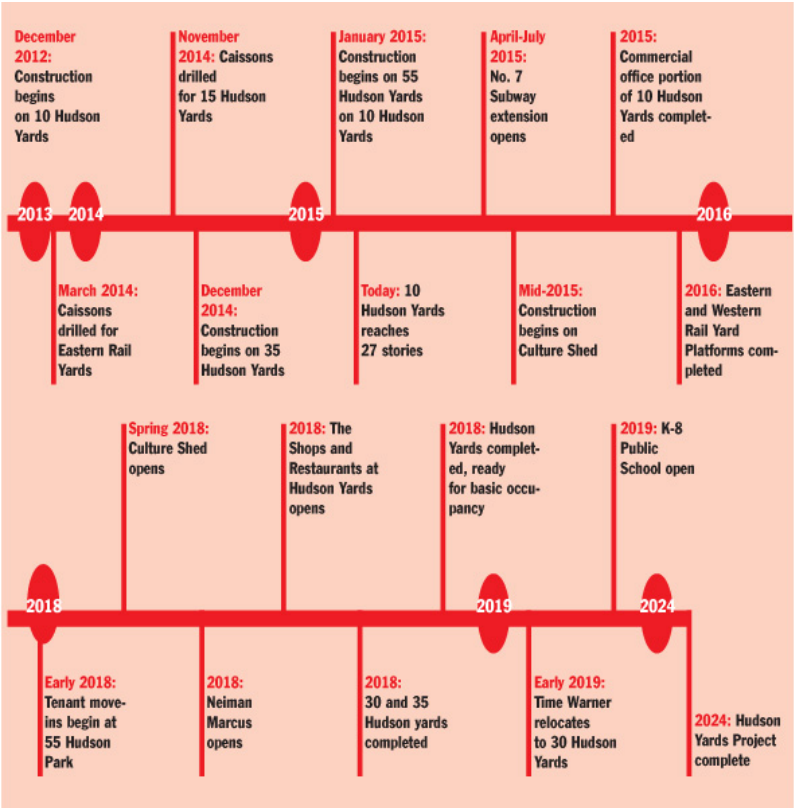 December
2012:
Construction
begins
on 10 Hudson
Yards
November
2014: Caissons
drilled
for 15 Hudson
Yards
January 2015:
Construction
begins on 55
Hudson Yards
on 10 Hudson
Yards
April-July
2015:
No. 7
Subway
extension
opens
2015:
Commercial
office portion
of 10 Hudson
Yards complet-
ed
2013
2014
2015
2016
March 2014:
Caissons
drilled for
Eastern Rail
Yards
December
2014:
Construction
begins on 35
Hudson Yards
Today: 10
Hudson Yards
reaches
27 stories
Mid-2015:
Construction
begins on
Culture Shed
2016: Eastern
and Western
Rail Yard
Platforms com-
pleted
Spring 2018:
Culture Shed
opens
2018: The
Shops and
Restaurants at
Hudson Yards
opens
2018: Hudson
Yards complet-
ed, ready
for basic occu-
pancy
2019: K-8
Public
School open
2018
2019
2024
Early 2018:
Tenant move-
ins begin at
55 Hudson
Park
2018:
Neiman
Marcus
opens
2018:
30 and 35
Hudson yards
completed
Early 2019:
Time Warner
relocates
to 30 Hudson
Yards
2024: Hudson
Yards Project
complete